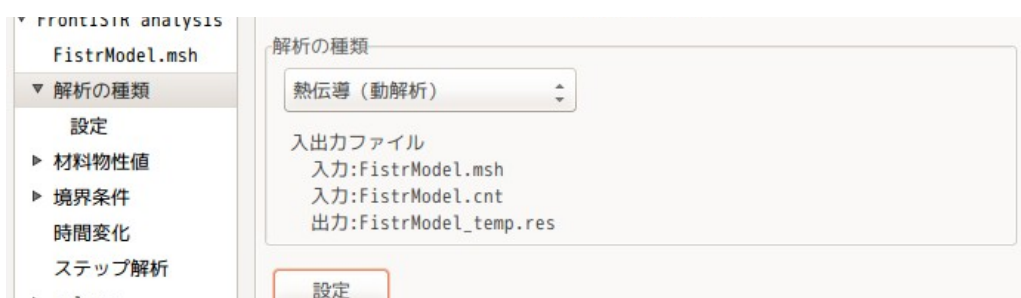 FrontISTR analysis
FistrModel.msh
解析の種類
設定
材料物性値
境界条件
時間変化
ステップ解析
解析の種類
熱伝導（動解析）
入出力ファイル
入力:FistrModel.msh
入力:FistrModel.cnt
出力:FistrModel_temp.res
設定